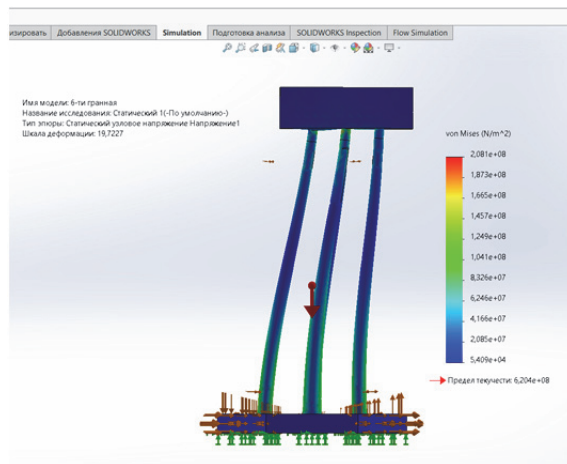 изировать Добавления SOLIDWORKS Simulation Подготовка анализа SOLIDWORKS Inspection Flow Simulation
Имя модели: 6-ти гранная
Название исследования: Статический 1(-По умолчанию-)
Тип эпюры: Статический узловое напряжение Напряжение1
Шкала деформации: 19,7227
von Mises (N/m^2)
2,081e+08
1,873e+08
1,665e+08
1,457e+08
1,249e+08
1,041e+08
8,326e+07
6,246e+07
4,166e+07
2,085e+07
5,409e+04
Предел текучести: 6,204e+08